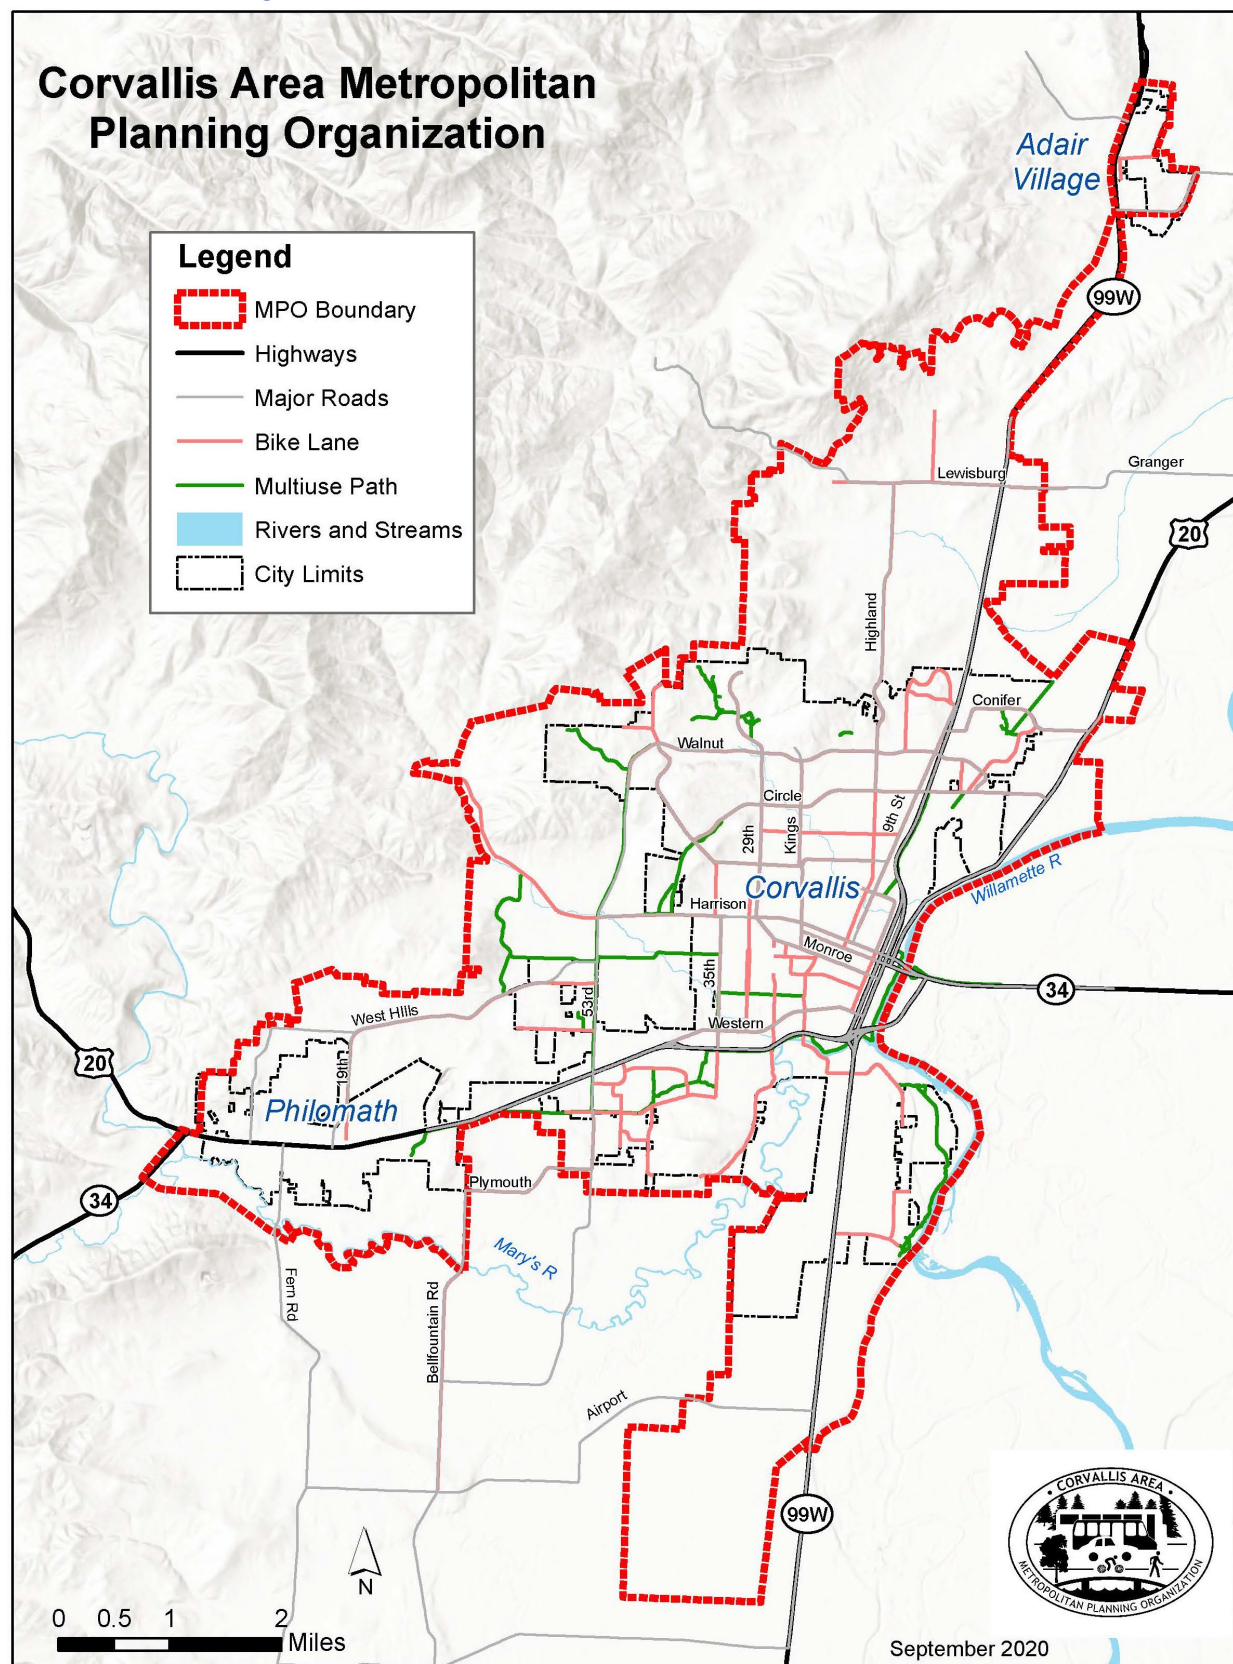 Corvallis Area Metropolitan
Planning Organization
Adair
Village
Legend
MPO Boundary
Highways
Major Roads
Bike Lane
Multiuse Path
Rivers and Streams
City Limits
99W
Lewisburg
Granger
20
Highland
Conifer
Walnut
Circle
9th St
29th
Kings
Corvallis
Willamette R
Harrison
Monroe
35th
53rd
34
West Hills
Western
20
19th
Philomath
34
Plymouth
Mary's R
Fern Rd
Bellfountain Rd
Airport
99W
N
0 0.5 1 2
Miles
CORVALLIS AREA
METROPOLITAN PLANNING ORGANIZATION
September 2020